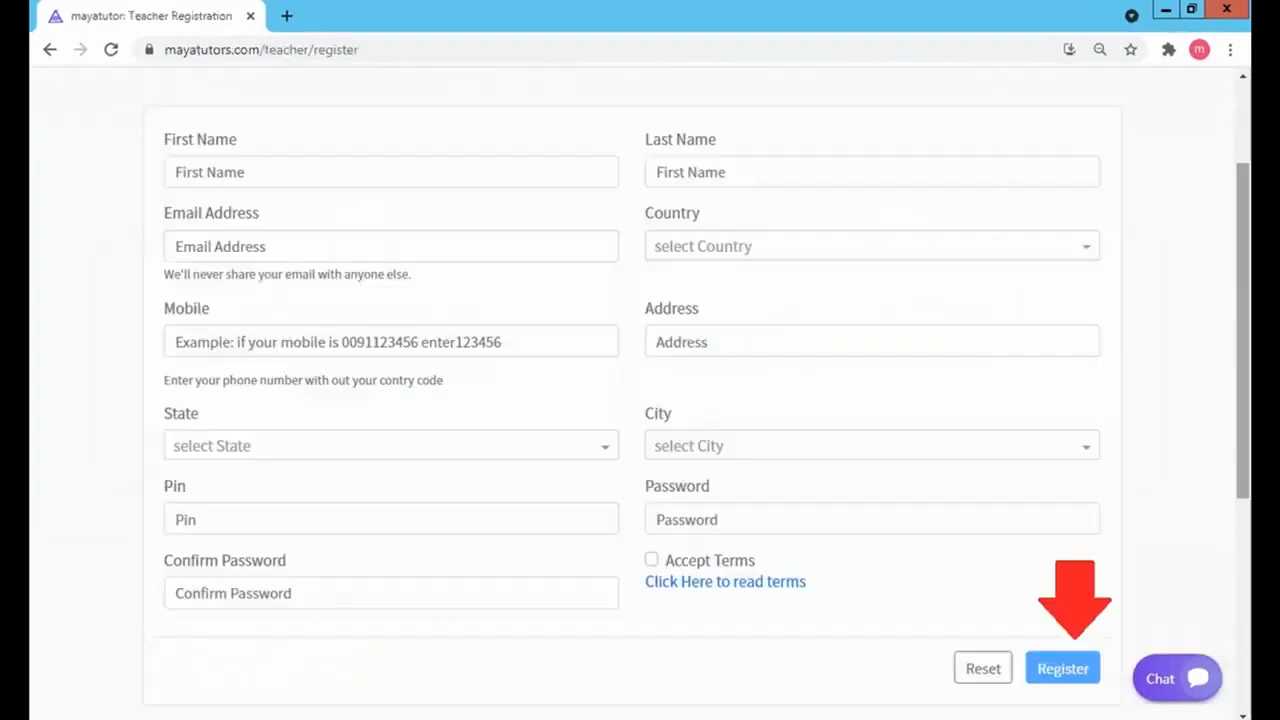 mayatutor: Teacher Registration
mayatutors.com/teacher/register
m
First Name Last Name
First Name First Name
Email Address Country
Email Address select Country
We'll never share your email with anyone else.
Mobile Address
Example: if your mobile is 0091123456 enter123456 Address
Enter your phone number with out your contry code
State City
select State select City
Pin Password
Pin Password
Confirm Password Accept Terms
Click Here to read terms
Confirm Password
Reset Register
Chat